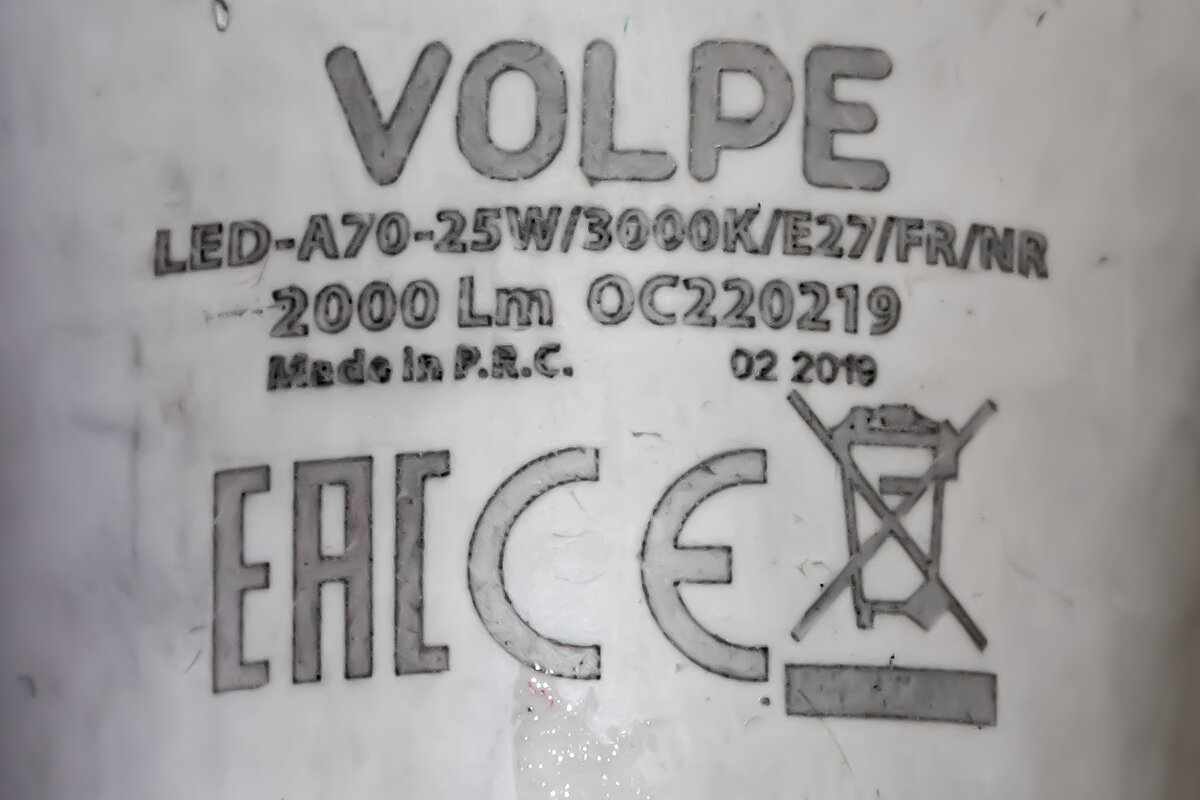 VOLPE
LED-A70-25W/3000K/E27/FR/NR
2000 Lm OC220219
Made in P.R.C. 02 2019
EAC CE